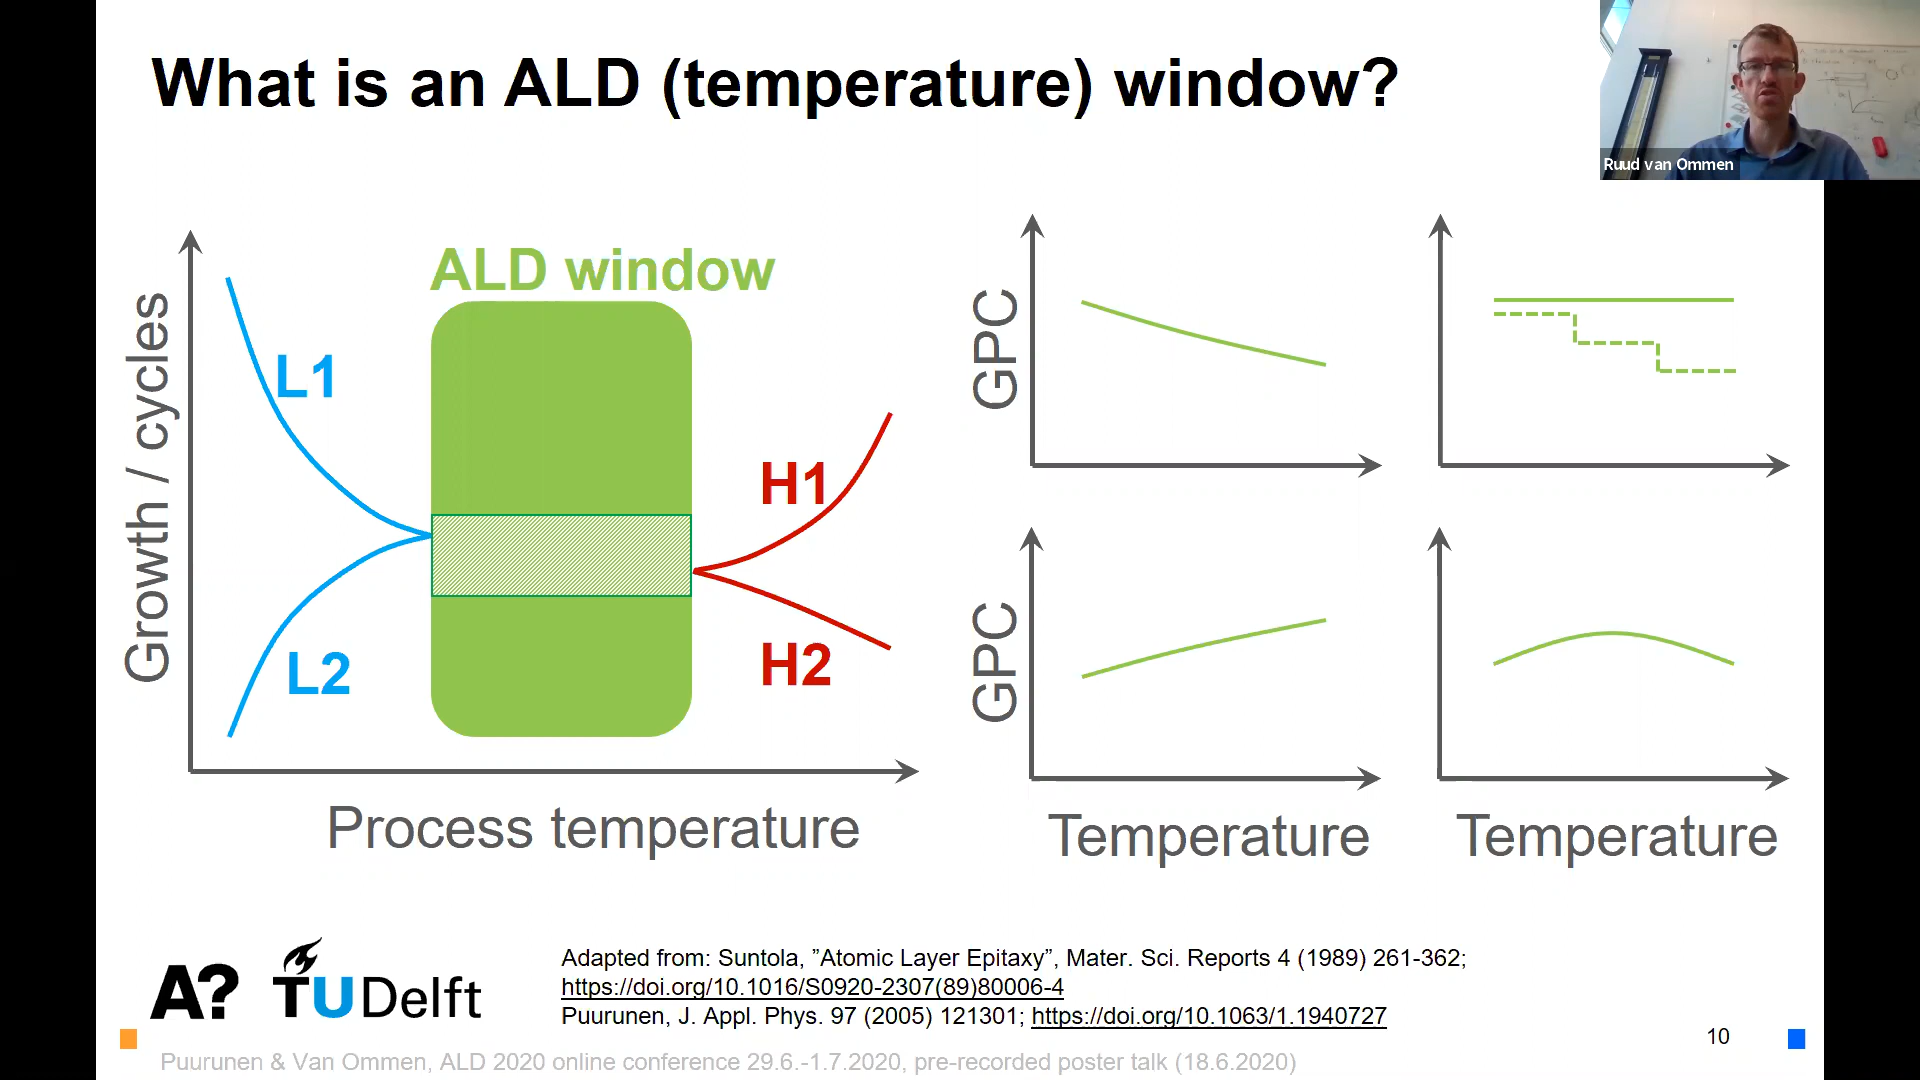 What is an ALD (temperature) window?
Ruud van Ommen
ALD window
Growth / cycles
L1
L2
H1
H2
Process temperature
GPC
GPC
Temperature
Temperature
A?
TUDelft
Adapted from: Suntola, ”Atomic Layer Epitaxy”, Mater. Sci. Reports 4 (1989) 261-362;
https://doi.org/10.1016/S0920-2307(89)80006-4
Puurunen, J. Appl. Phys. 97 (2005) 121301; https://doi.org/10.1063/1.1940727
10
Puurunen & Van Ommen, ALD 2020 online conference 29.6.-1.7.2020, pre-recorded poster talk (18.6.2020)